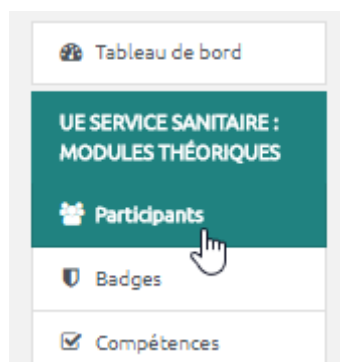 Tableau de bord
UE SERVICE SANITAIRE :
MODULES THÉORIQUES
Participants
Badges
Compétences